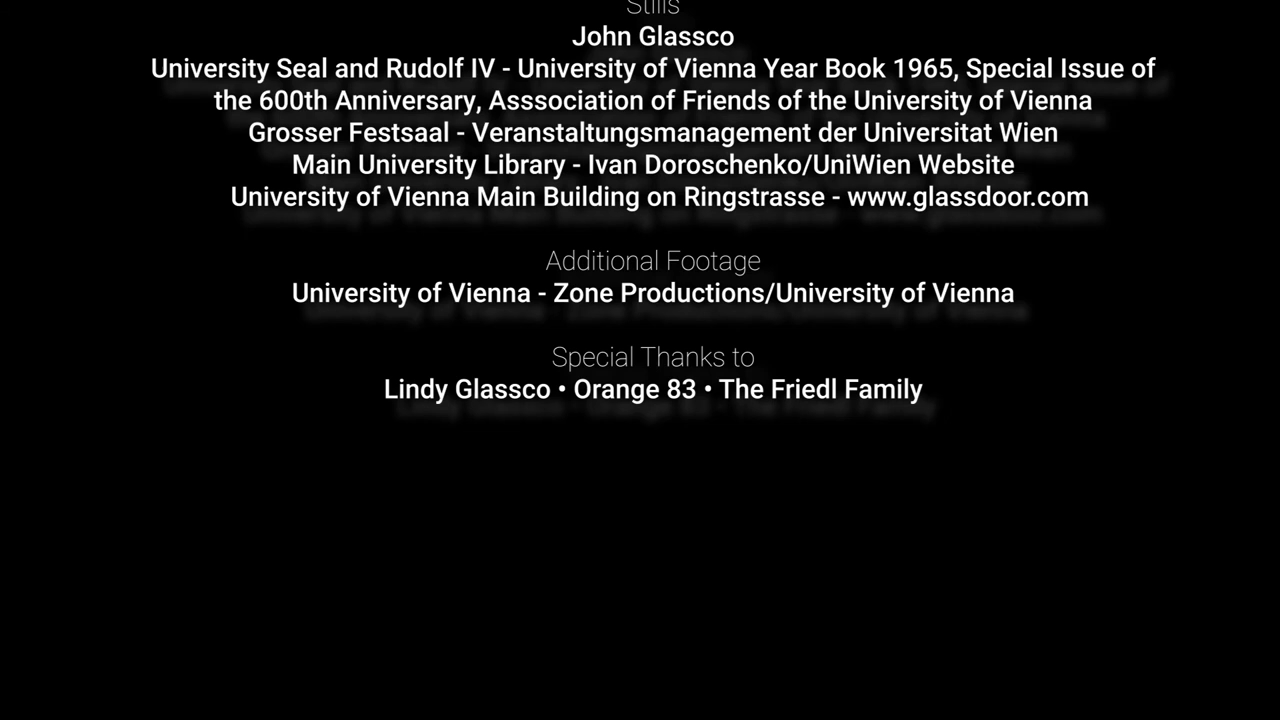 Stills
John Glassco
University Seal and Rudolf IV - University of Vienna Year Book 1965, Special Issue of
the 600th Anniversary, Asssociation of Friends of the University of Vienna
Grosser Festsaal - Veranstaltungsmanagement der Universitat Wien
Main University Library - Ivan Doroschenko/UniWien Website
University of Vienna Main Building on Ringstrasse - www.glassdoor.com
Additional Footage
University of Vienna - Zone Productions/University of Vienna
Special Thanks to
Lindy Glassco • Orange 83 • The Friedl Family